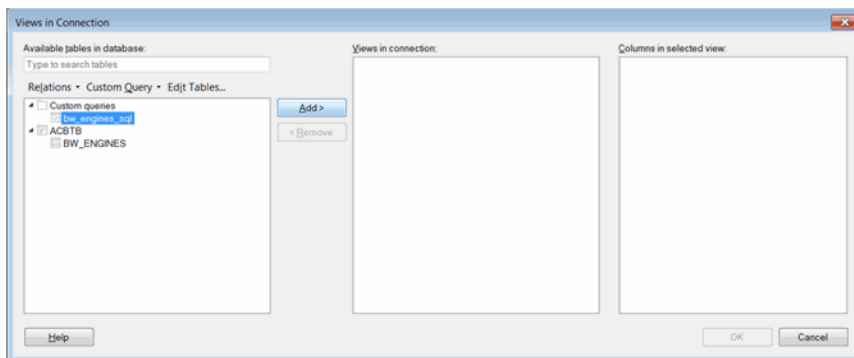 Views in Connection
Available tables in database:
Type to search tables
Relations Custom Query Edit Tables...
Custom queries
bw_engines_sql
ACBTB
BW_ENGINES
Add >
< Remove
Views in connection:
Columns in selected view:
Help
OK
Cancel